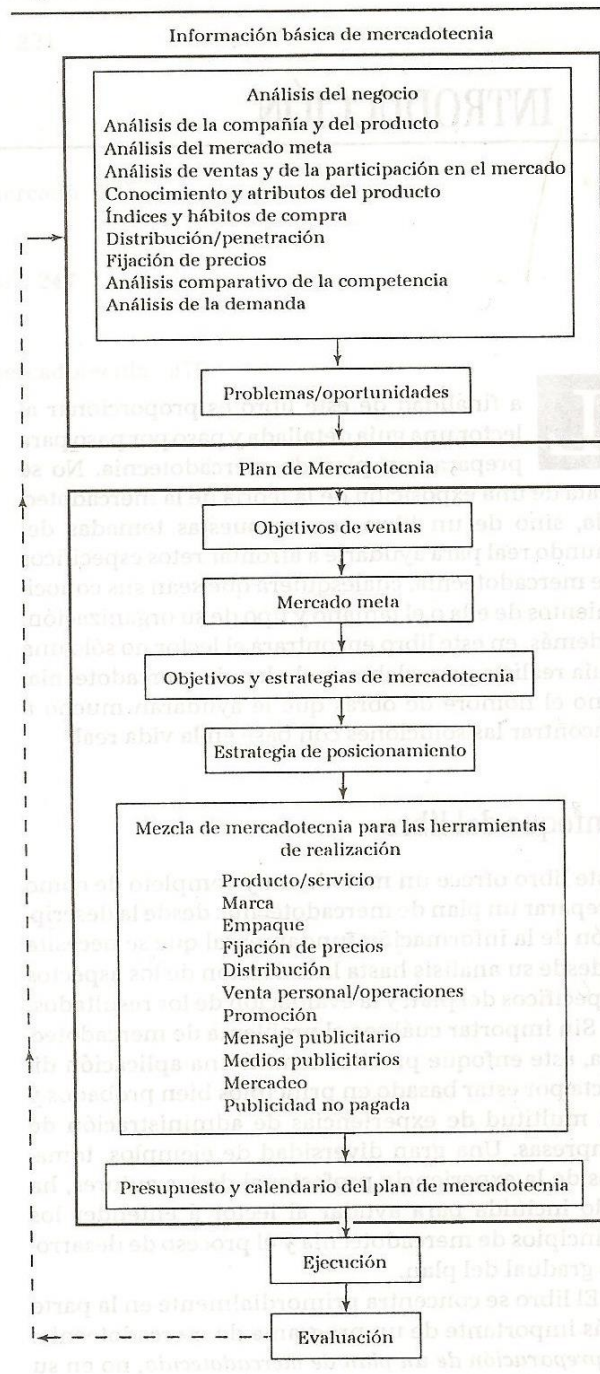 Información básica de mercadotecnia
Análisis del negocio
Análisis de la compañía y del producto
Análisis del mercado meta
Análisis de ventas y de la participación en el mercado
Conocimiento y atributos del producto
Índices y hábitos de compra
Distribución/penetración
Fijación de precios
Análisis comparativo de la competencia
Análisis de la demanda
Problemas/oportunidades
Plan de Mercadotecnia
Objetivos de ventas
Mercado meta
Objetivos y estrategias de mercadotecnia
Estrategia de posicionamiento
Mezcla de mercadotecnia para las herramientas
de realización
Producto/servicio
Marca
Empaque
Fijación de precios
Distribución
Venta personal/operaciones
Promoción
Mensaje publicitario
Medios publicitarios
Mercadeo
Publicidad no pagada
Presupuesto y calendario del plan de mercadotecnia
Ejecución
Evaluación